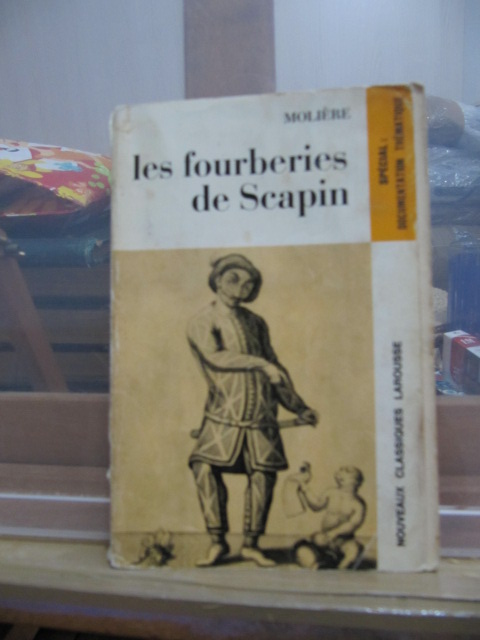 MOLIÈRE
les fourberies
de Scapin
SPÉCIAL :
DOCUMENTATION THÉMATIQUE
NOUVEAUX CLASSIQUES LAROUSSE